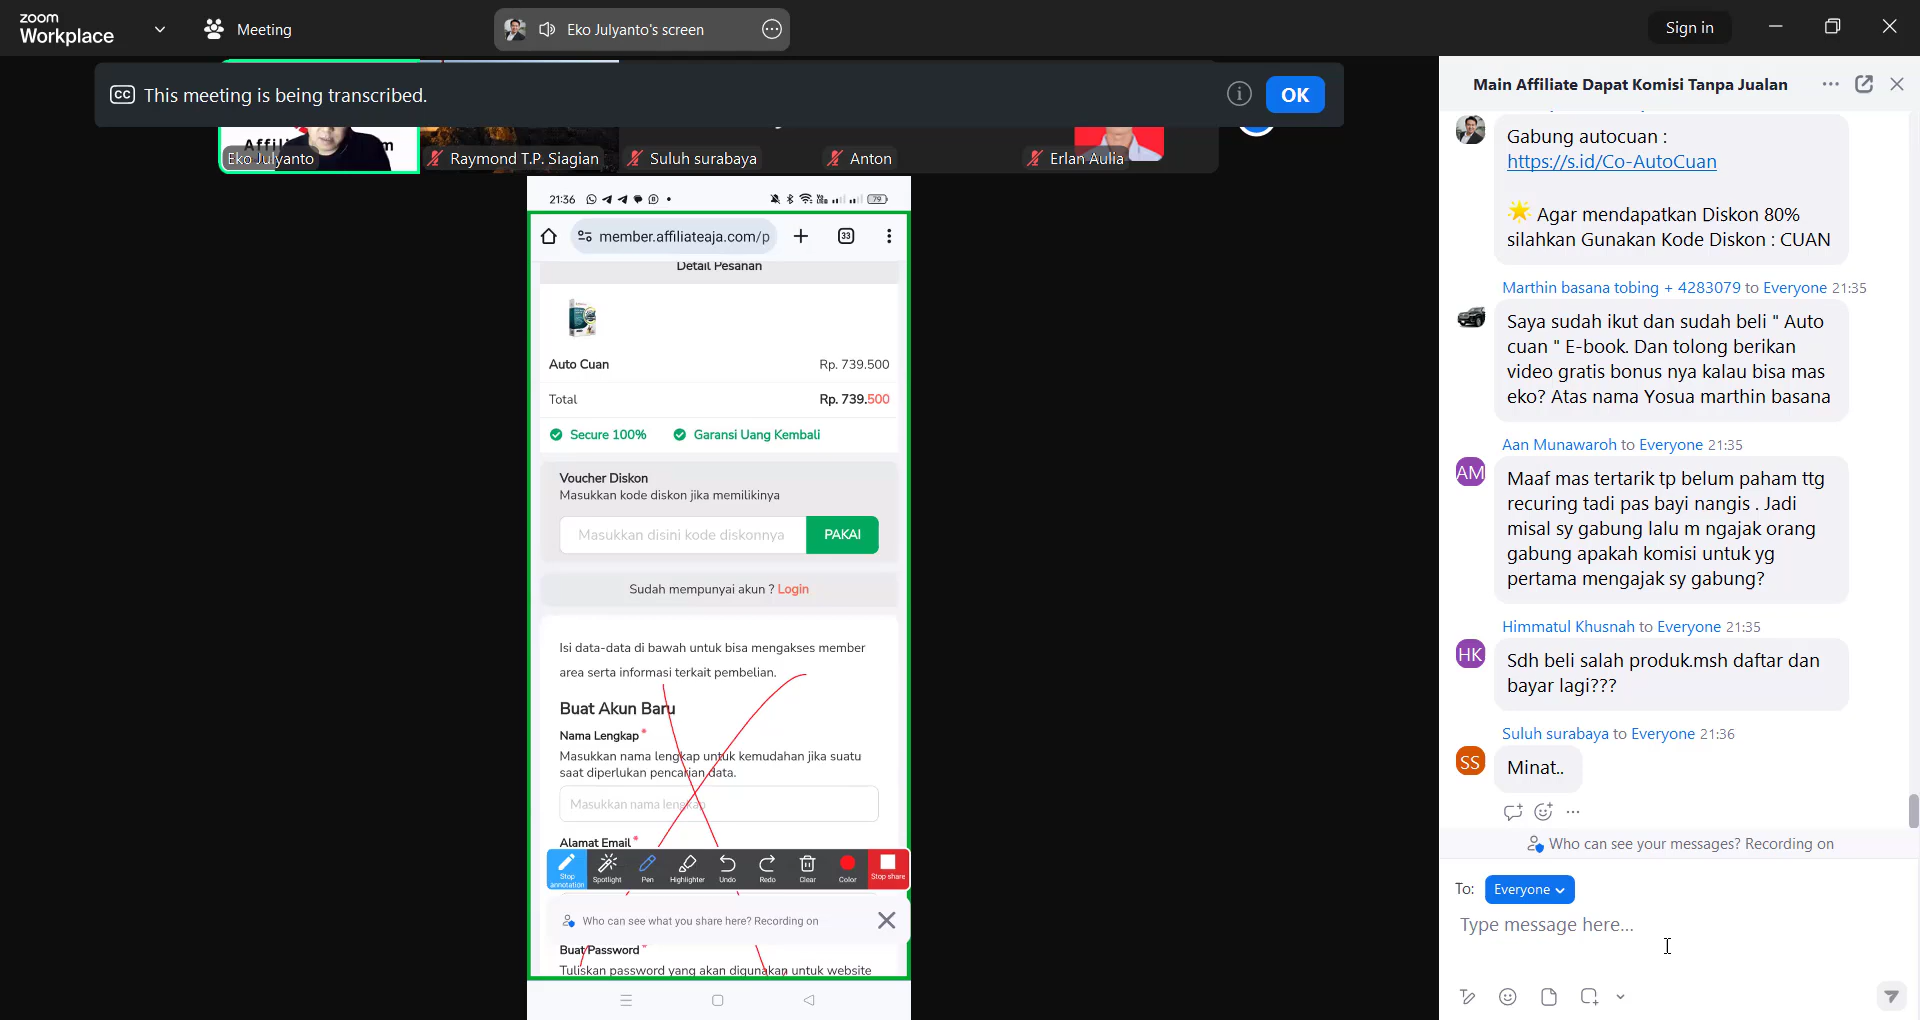 zoom
Workplace
Meeting
Eko Julyanto's screen
Sign in
CC This meeting is being transcribed.
OK
Eko Julyanto
Raymond T.P. Siagian
Suluh surabaya
Anton
Erlan Aulia
21:36
79
member.affiliateaja.com/p
33
Detail Pesanan
Auto Cuan Rp. 739.500
Total Rp. 739.500
Secure 100% Garansi Uang Kembali
Voucher Diskon
Masukkan kode diskon jika memilikinya
Masukkan disini kode diskonnya PAKAI
Sudah mempunyai akun ? Login
Isi data-data di bawah untuk bisa mengakses member
area serta informasi terkait pembelian.
Buat Akun Baru
Nama Lengkap *
Masukkan nama lengkap untuk kemudahan jika suatu
saat diperlukan pencarian data.
Masukkan nama lengkap
Alamat Email *
Stop annotation
Spotlight
Pen
Highlighter
Undo
Redo
Clear
Color
Stop share
Who can see what you share here? Recording on
Buat Password *
Tuliskan password yang akan digunakan untuk website
Main Affiliate Dapat Komisi Tanpa Jualan
Gabung autocuan :
https://s.id/Co-AutoCuan
Agar mendapatkan Diskon 80%
silahkan Gunakan Kode Diskon : CUAN
Marthin basana tobing + 4283079 to Everyone 21:35
Saya sudah ikut dan sudah beli " Auto
cuan " E-book. Dan tolong berikan
video gratis bonus nya kalau bisa mas
eko? Atas nama Yosua marthin basana
Aan Munawaroh to Everyone 21:35
AM
Maaf mas tertarik tp belum paham ttg
recuring tadi pas bayi nangis . Jadi
misal sy gabung lalu m ngajak orang
gabung apakah komisi untuk yg
pertama mengajak sy gabung?
Himmatul Khusnah to Everyone 21:35
HK
Sdh beli salah produk.msh daftar dan
bayar lagi???
Suluh surabaya to Everyone 21:36
SS
Minat..
Who can see your messages? Recording on
To: Everyone
Type message here...